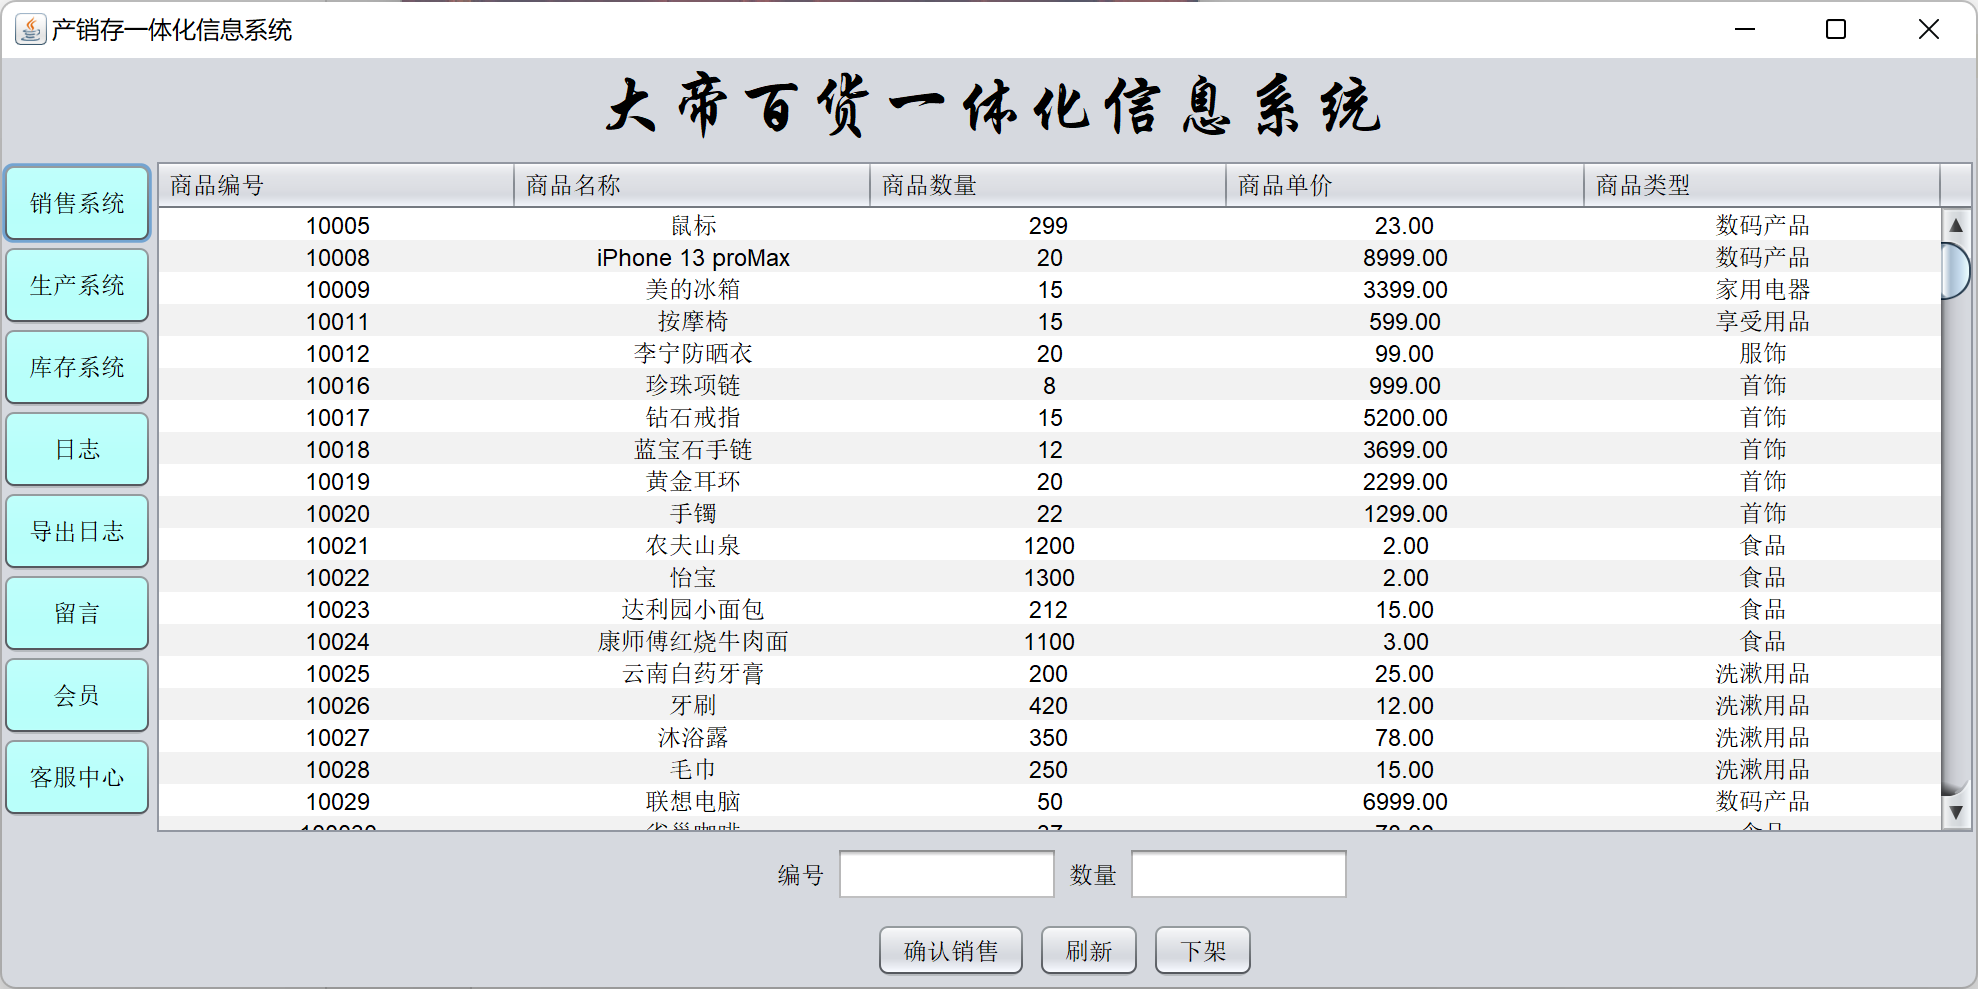 产销存一体化信息系统
大帝百货一体化信息系统
销售系统
生产系统
库存系统
日志
导出日志
留言
会员
客服中心
商品编号 商品名称 商品数量 商品单价 商品类型
10005 鼠标 299 23.00 数码产品
10008 iPhone 13 proMax 20 8999.00 数码产品
10009 美的冰箱 15 3399.00 家用电器
10011 按摩椅 15 599.00 享受用品
10012 李宁防晒衣 20 99.00 服饰
10016 珍珠项链 8 999.00 首饰
10017 钻石戒指 15 5200.00 首饰
10018 蓝宝石手链 12 3699.00 首饰
10019 黄金耳环 20 2299.00 首饰
10020 手镯 22 1299.00 首饰
10021 农夫山泉 1200 2.00 食品
10022 怡宝 1300 2.00 食品
10023 达利园小面包 212 15.00 食品
10024 康师傅红烧牛肉面 1100 3.00 食品
10025 云南白药牙膏 200 25.00 洗漱用品
10026 牙刷 420 12.00 洗漱用品
10027 沐浴露 350 78.00 洗漱用品
10028 毛巾 250 15.00 洗漱用品
10029 联想电脑 50 6999.00 数码产品
编号 数量
确认销售 刷新 下架